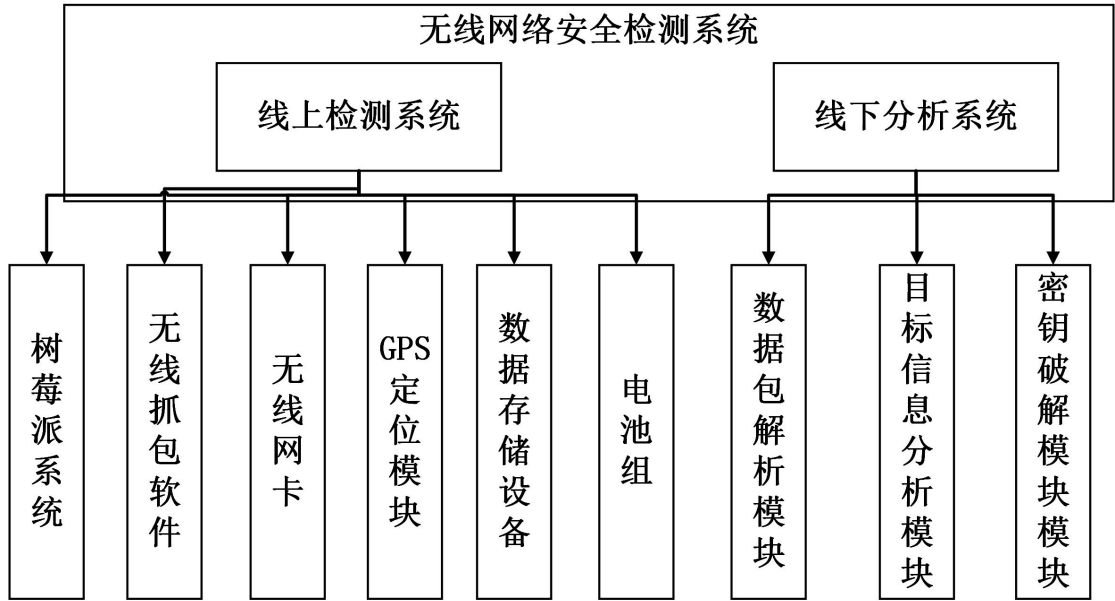 无线网络安全检测系统
线上检测系统
线下分析系统
树莓派系统
无线抓包软件
无线网卡
GPS定位模块
数据存储设备
电池组
数据包解析模块
目标信息分析模块
密钥破解模块模块